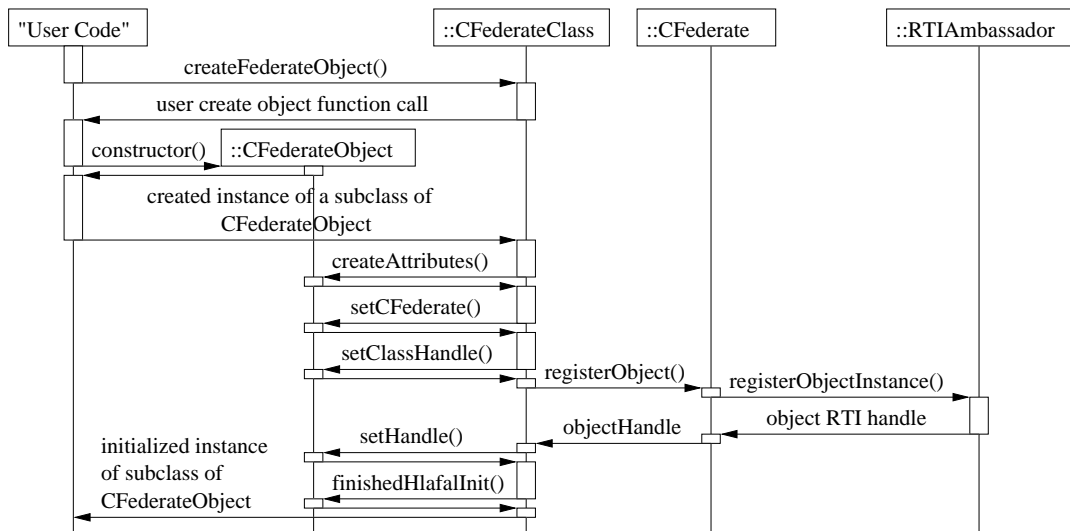 "User Code"
::CFederateClass
::CFederate
::RTIAmbassador
createFederateObject()
user create object function call
constructor()
::CFederateObject
created instance of a subclass of
CFederateObject
createAttributes()
setCFederate()
setClassHandle()
registerObject()
registerObjectInstance()
object RTI handle
objectHandle
setHandle()
initialized instance
of subclass of
CFederateObject
finishedHlafalInit()